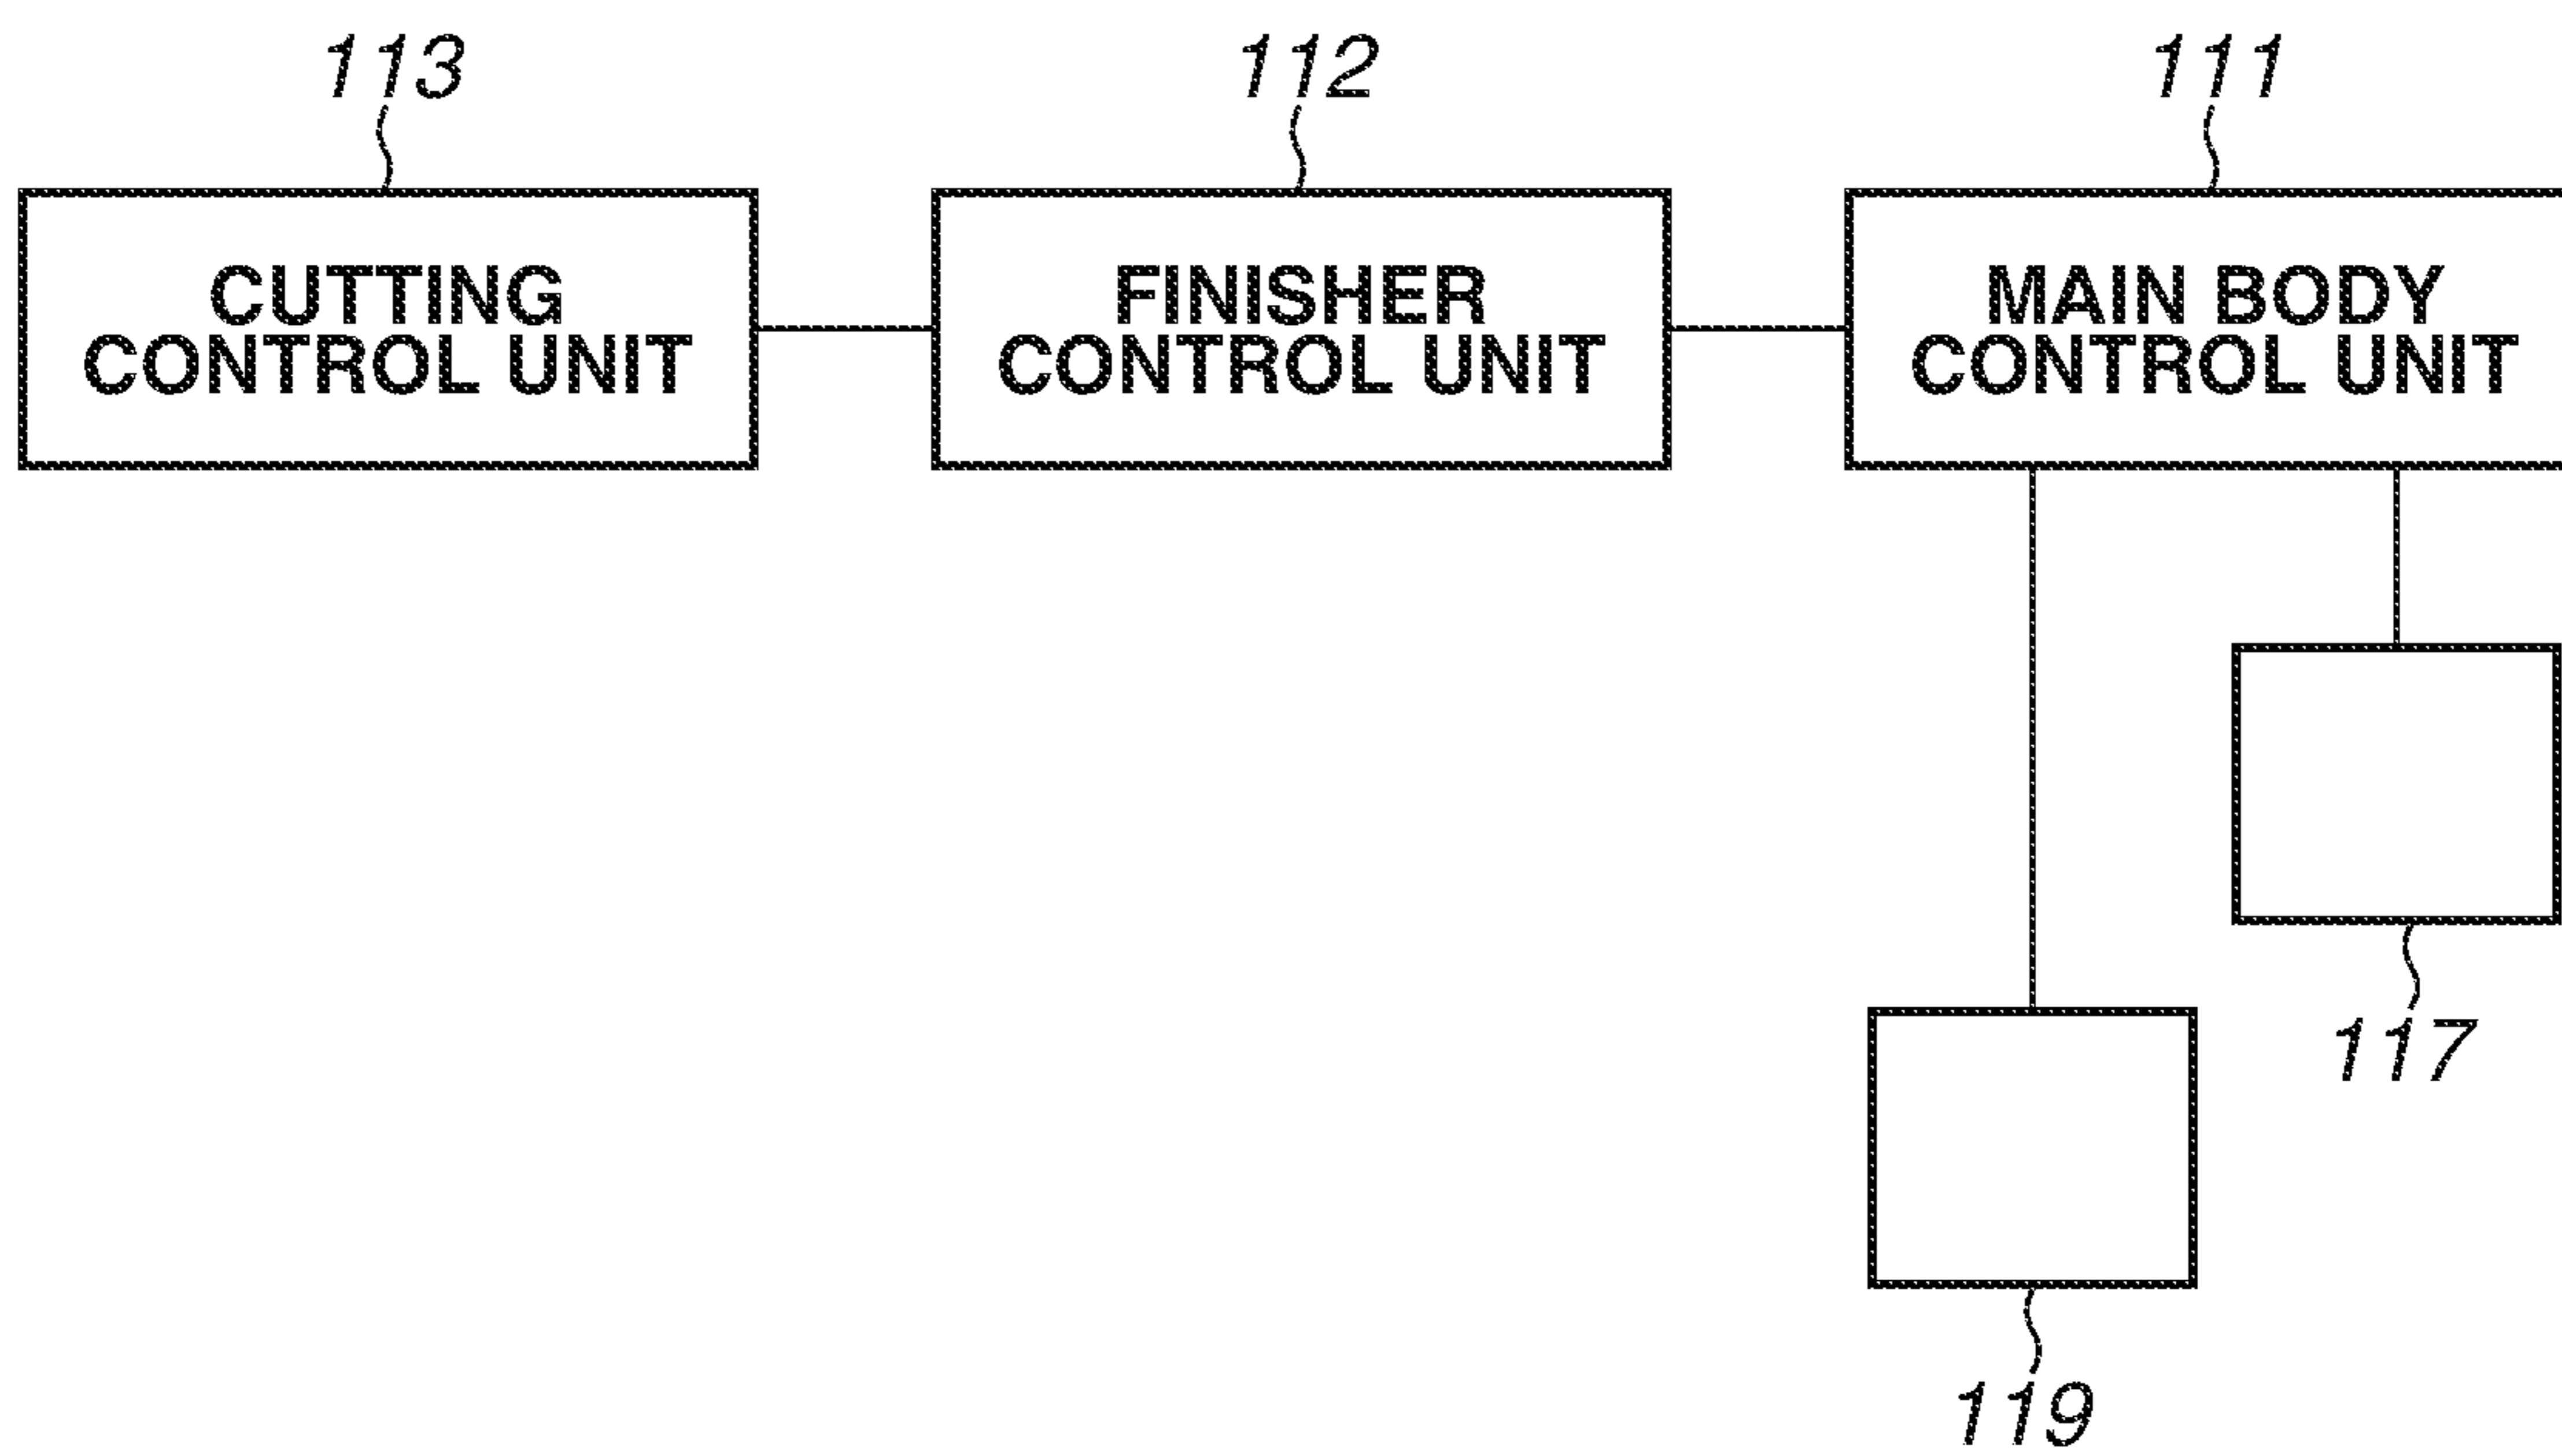 113
112
111
CUTTING
CONTROL UNIT
FINISHER
CONTROL UNIT
MAIN BODY
CONTROL UNIT
117
119